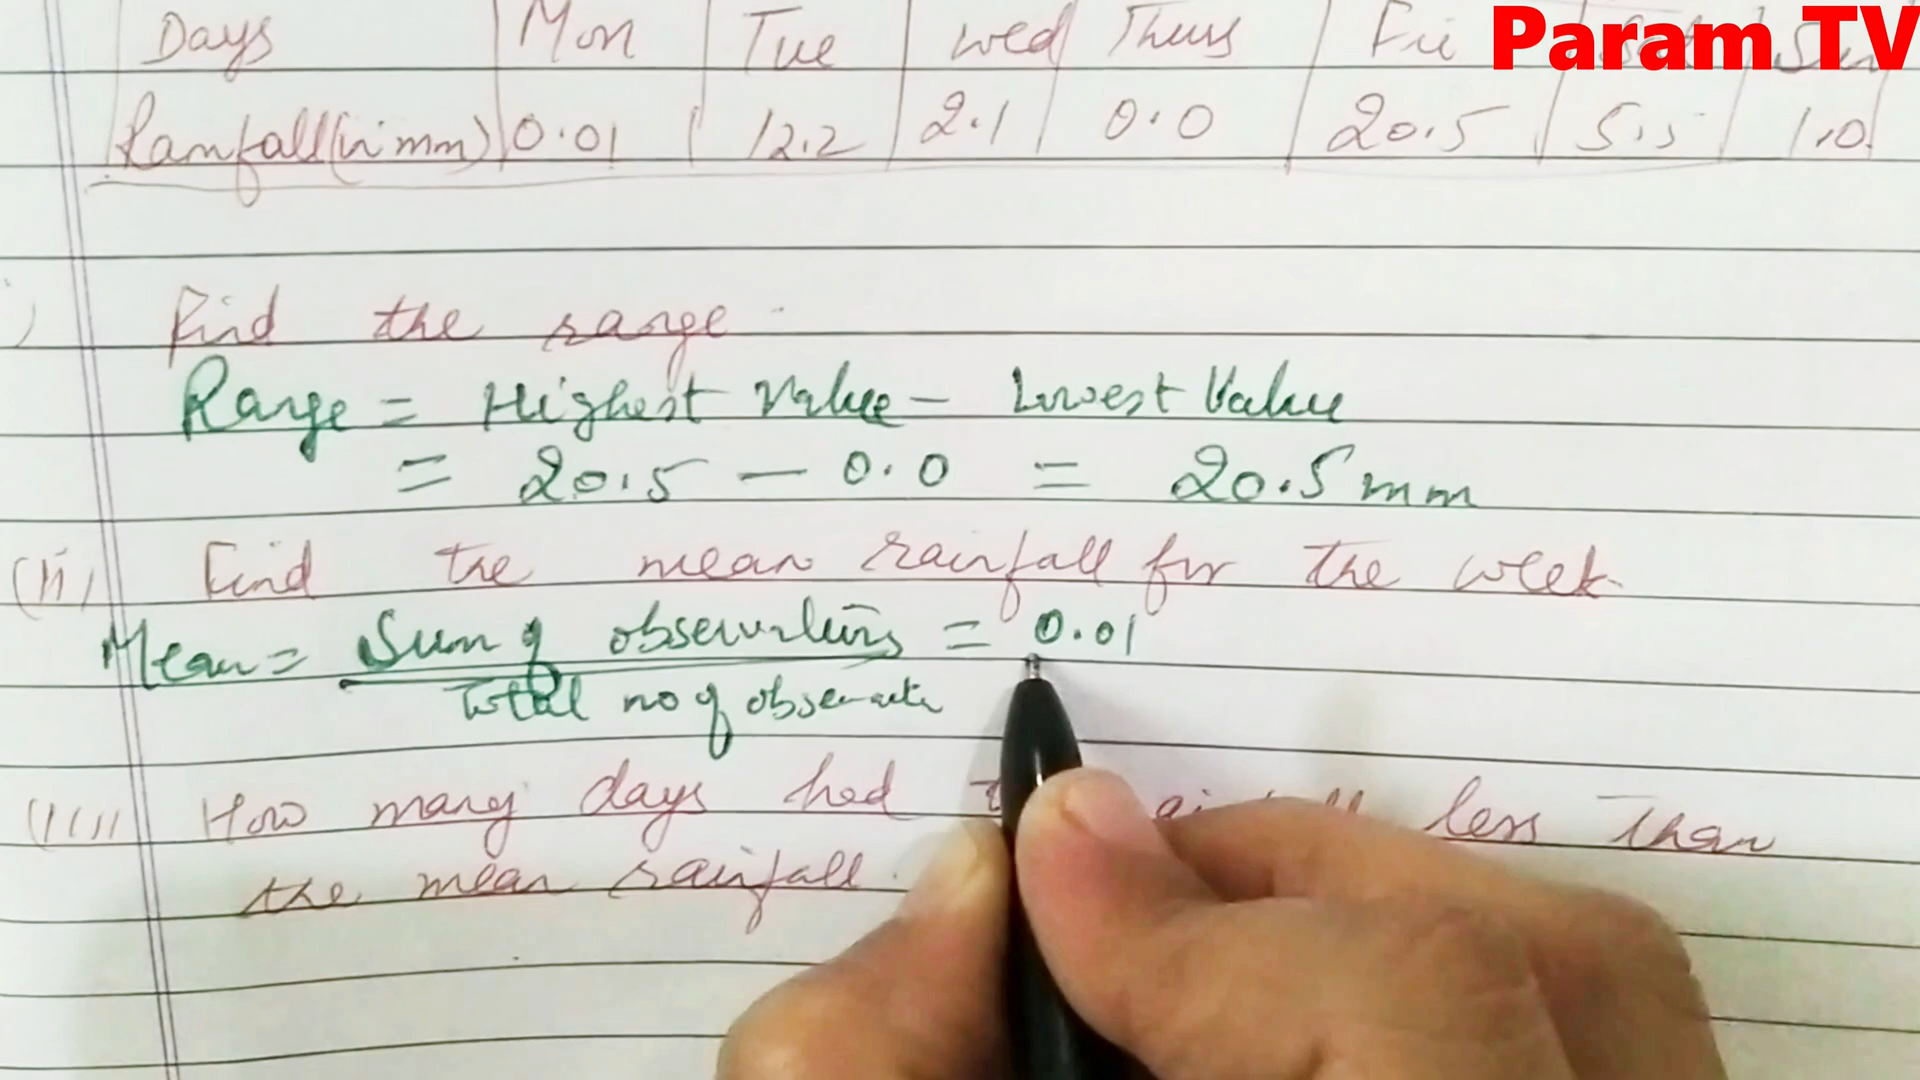 Param TV
Days Mon Tue Wed Thurs Fri Sat Sun
Rainfall (in mm) 0.01 12.2 2.1 0.0 20.5 5.5 1.0
Find the range.
Range = Highest Value - Lowest Value
= 20.5 - 0.0 = 20.5 mm
(ii) Find the mean rainfall for the week.
Mean = Sum of observations = 0.01
Total no of
(iii) How many days had less than
the mean rainfall.